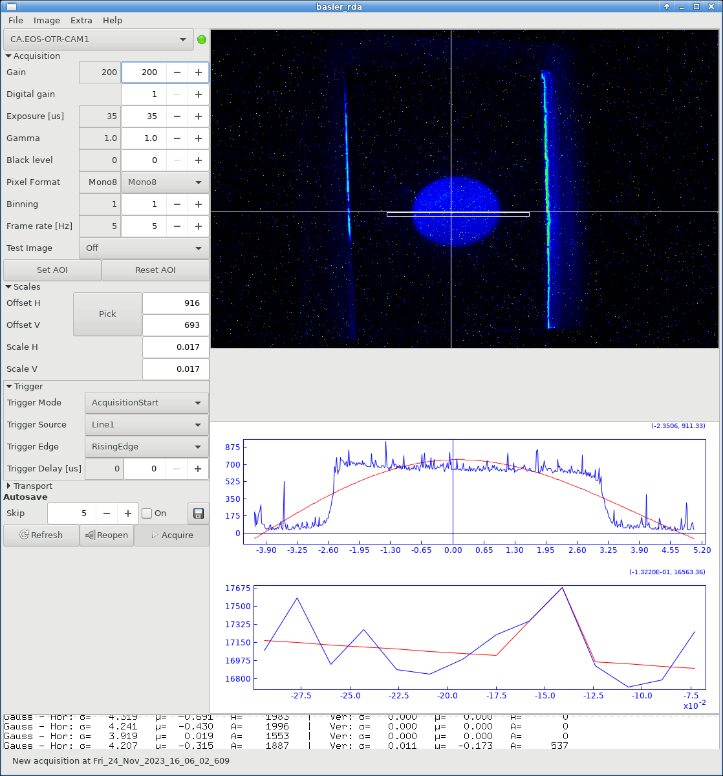 basler_rda
File Image Extra Help
CA.EOS-OTR-CAM1
Acquisition
Gain 200 200
Digital gain 1
Exposure [us] 35 35
Gamma 1.0 1.0
Black level 0 0
Pixel Format Mono8 Mono8
Binning 1 1
Frame rate [Hz] 5 5
Test Image Off
Set AOI Reset AOI
Scales
Offset H Pick 916
Offset V 693
Scale H 0.017
Scale V 0.017
Trigger
Trigger Mode AcquisitionStart
Trigger Source Line1
Trigger Edge RisingEdge
Trigger Delay [us] 0 0
Transport
Autosave
Skip 5 On
Refresh Reopen Acquire
(-2.3506, 911.33)
875
700
525
350
175
0
-3.90 -3.25 -2.60 -1.95 -1.30 -0.65 0.00 0.65 1.30 1.95 2.60 3.25 3.90 4.55 5.20
(-1.3220E-01, 16563.36)
17675
17500
17325
17150
16975
16800
-27.5 -25.0 -22.5 -20.0 -17.5 -15.0 -12.5 -10.0 -7.5
x10⁻²
Gauss - Hor: σ= 4.319 μ= -0.691 A= 1983 | Ver: σ= 0.000 μ= 0.000 A= 0
Gauss - Hor: σ= 4.241 μ= -0.430 A= 1996 | Ver: σ= 0.000 μ= 0.000 A= 0
Gauss - Hor: σ= 3.919 μ= 0.019 A= 1553 | Ver: σ= 0.000 μ= 0.000 A= 0
Gauss - Hor: σ= 4.207 μ= -0.315 A= 1887 | Ver: σ= 0.011 μ= -0.173 A= 537
New acquisition at Fri_24_Nov_2023_16_06_02_609